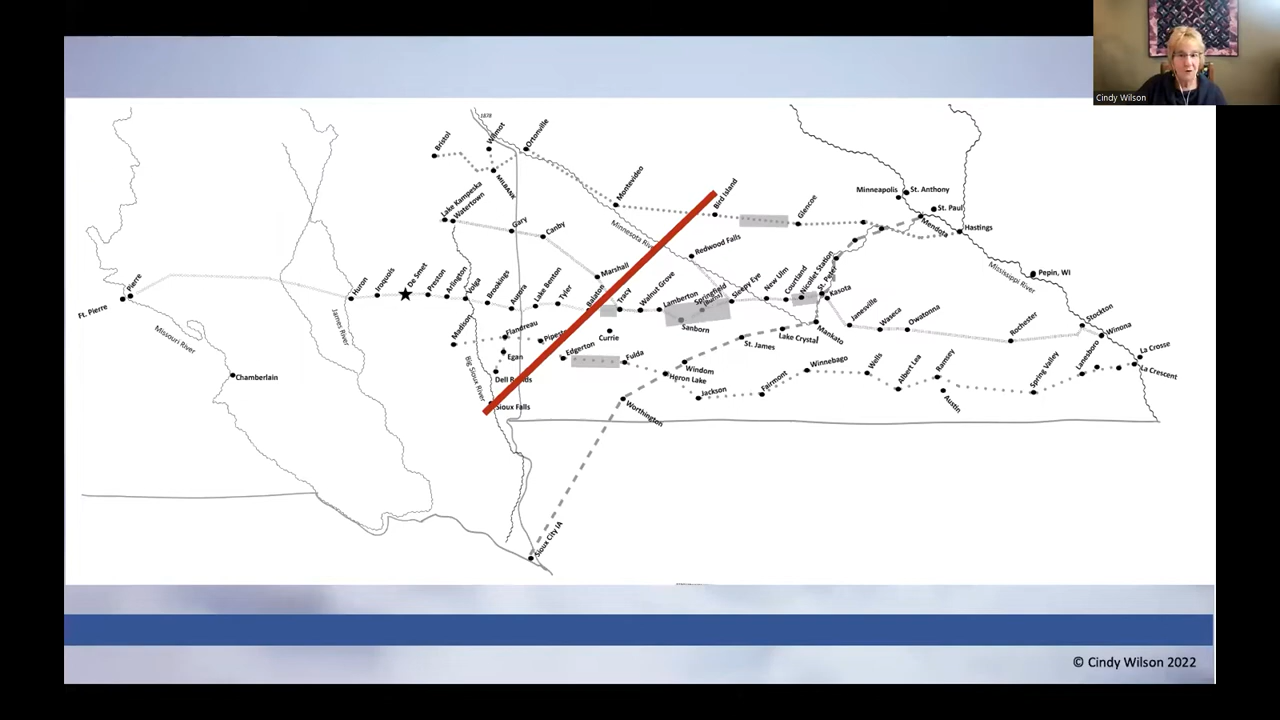 Cindy Wilson
1878
Bristol
Wilmot
Ortonville
MILBANK
Montevideo
Bird Island
Glencoe
Minneapolis
St. Anthony
St. Paul
Mendota
Hastings
Lake Kampeska
Watertown
Gary
Canby
Minnesota River
Redwood Falls
Marshall
Pierre
Ft. Pierre
Huron
Iroquois
De Smet
Preston
Arlington
Volga
Brookings
Aurora
Lake Benton
Tyler
Balaton
Tracy
Walnut Grove
Lamberton
Springfield
Sanborn
Sleepy Eye
New Ulm
Courtland
Nicollet Station
St. Peter
Kasota
Mississippi River
Pepin, WI
Missouri River
James River
Madison
Flandreau
Egan
Currie
Edgerton
Fulda
St. James
Lake Crystal
Mankato
Janeville
Waseca
Owatonna
Rochester
Stockton
Winona
Chamberlain
Big Sioux River
Sioux Falls
Windom
Heron Lake
Worthington
Jackson
Fairmont
Winnebago
Wells
Albert Lea
Ramsey
Austin
Spring Valley
Lanesboro
La Crosse
La Crescent
Sioux City IA
© Cindy Wilson 2022